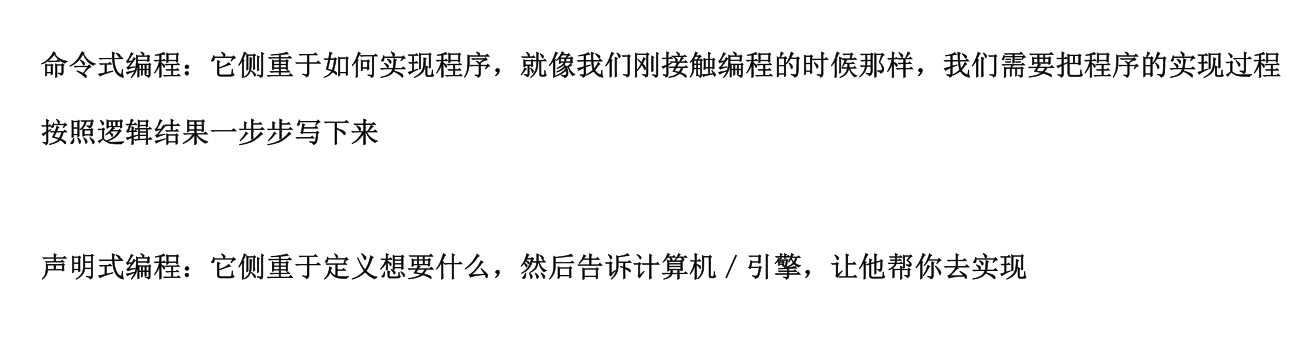 命令式编程：它侧重于如何实现程序，就像我们刚接触编程的时候那样，我们需要把程序的实现过程
按照逻辑结果一步步写下来
声明式编程：它侧重于定义想要什么，然后告诉计算机 / 引擎，让他帮你去实现